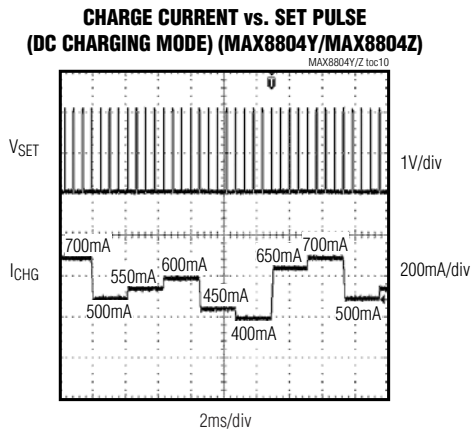 CHARGE CURRENT vs. SET PULSE
(DC CHARGING MODE) (MAX8804Y/MAX8804Z)
MAX8804Y/Z toc10
T
VSET
1V/div
700mA
500mA
550mA
600mA
450mA
400mA
650mA
700mA
500mA
ICHG
200mA/div
2ms/div